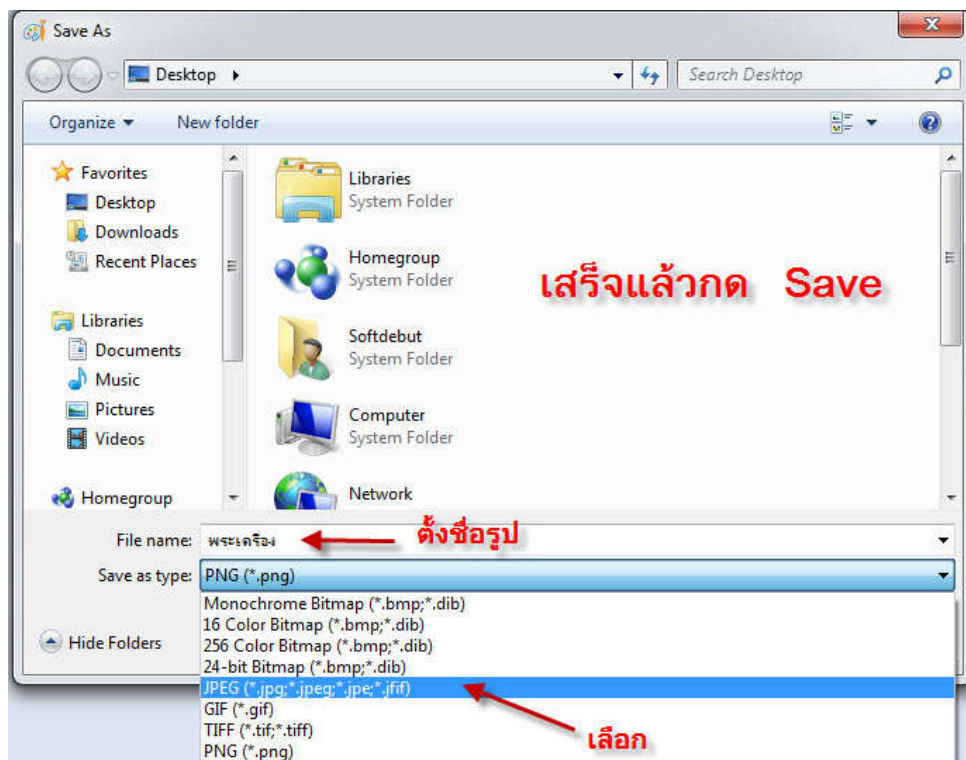 Save As
Desktop
Search Desktop
Organize
New folder
Favorites
Desktop
Downloads
Recent Places
Libraries
Documents
Music
Pictures
Videos
Homegroup
Libraries
System Folder
Homegroup
System Folder
Softdebut
System Folder
Computer
System Folder
Network
เสร็จแล้วกด Save
File name: พระเครื่อง
ตั้งชื่อรูป
Save as type: PNG (*.png)
Monochrome Bitmap (*.bmp;*.dib)
16 Color Bitmap (*.bmp;*.dib)
256 Color Bitmap (*.bmp;*.dib)
24-bit Bitmap (*.bmp;*.dib)
JPEG (*.jpg;*.jpeg;*.jpe;*.jfif)
GIF (*.gif)
TIFF (*.tif;*.tiff)
PNG (*.png)
เลือก
Hide Folders